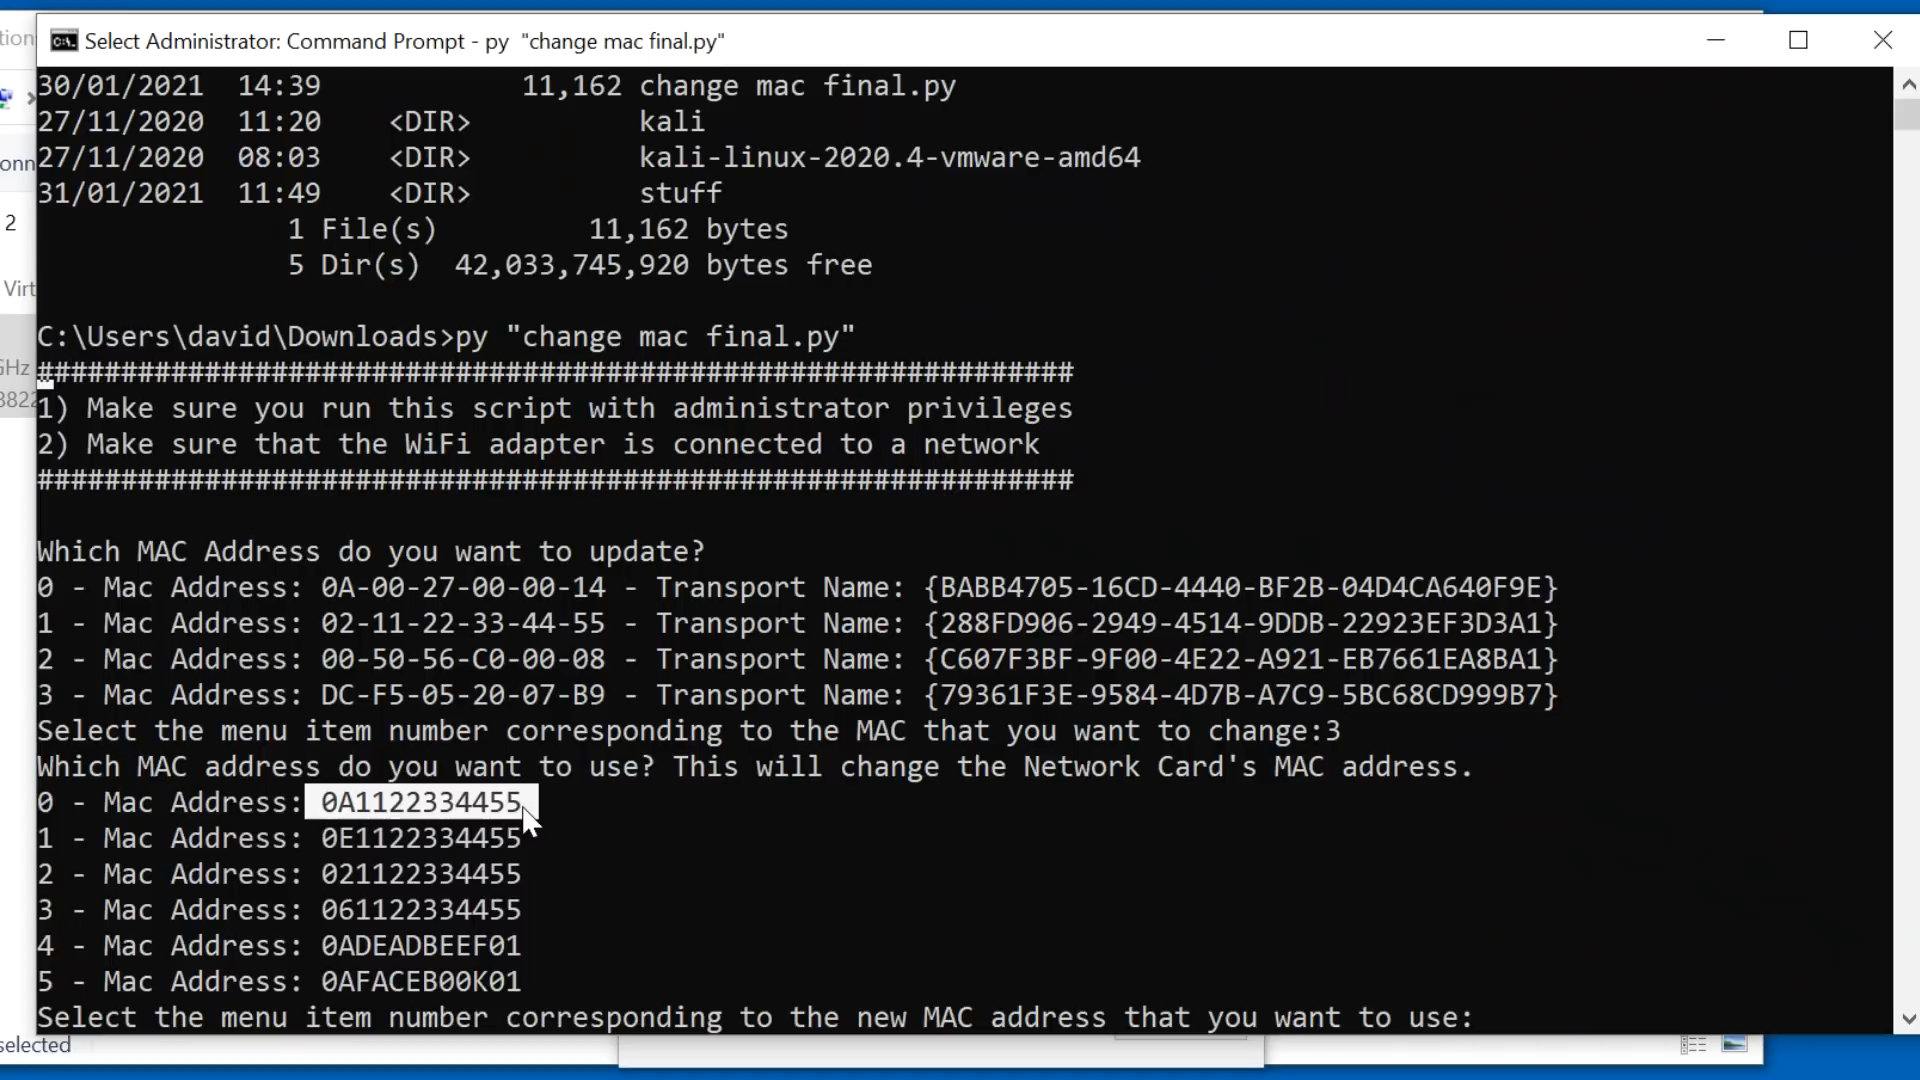 Select Administrator: Command Prompt - py "change mac final.py"
30/01/2021 14:39 11,162 change mac final.py
27/11/2020 11:20 <DIR> kali
27/11/2020 08:03 <DIR> kali-linux-2020.4-vmware-amd64
31/01/2021 11:49 <DIR> stuff
1 File(s) 11,162 bytes
5 Dir(s) 42,033,745,920 bytes free
C:\Users\david\Downloads>py "change mac final.py"
##############################################################
1) Make sure you run this script with administrator privileges
2) Make sure that the WiFi adapter is connected to a network
##############################################################
Which MAC Address do you want to update?
0 - Mac Address: 0A-00-27-00-00-14 - Transport Name: {BABB4705-16CD-4440-BF2B-04D4CA640F9E}
1 - Mac Address: 02-11-22-33-44-55 - Transport Name: {288FD906-2949-4514-9DDB-22923EF3D3A1}
2 - Mac Address: 00-50-56-C0-00-08 - Transport Name: {C607F3BF-9F00-4E22-A921-EB7661EA8BA1}
3 - Mac Address: DC-F5-05-20-07-B9 - Transport Name: {79361F3E-9584-4D7B-A7C9-5BC68CD999B7}
Select the menu item number corresponding to the MAC that you want to change:3
Which MAC address do you want to use? This will change the Network Card's MAC address.
0 - Mac Address: 0A1122334455
1 - Mac Address: 0E1122334455
2 - Mac Address: 021122334455
3 - Mac Address: 061122334455
4 - Mac Address: 0ADEADBEEF01
5 - Mac Address: 0AFACEB00K01
Select the menu item number corresponding to the new MAC address that you want to use:
tion
onn
2
Virt
GHz
3822
selected